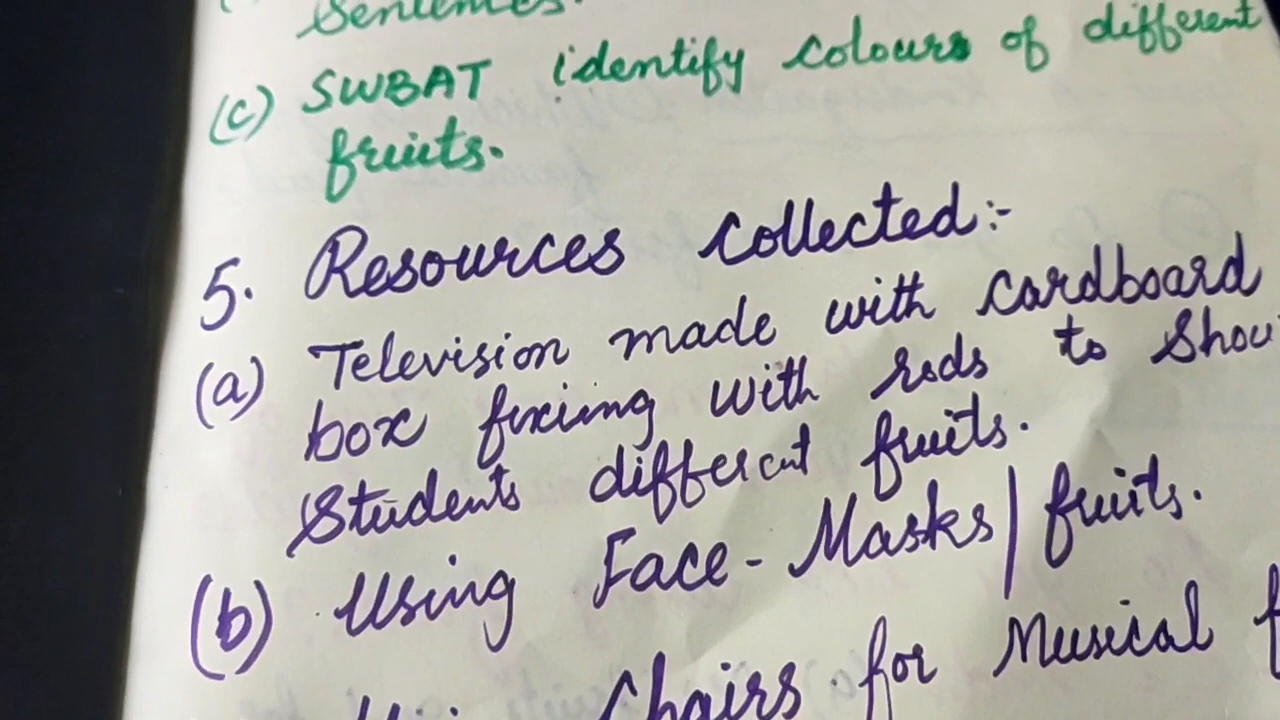 Sentences.
(c) SWBAT identify colours of different
fruits.
5. Resources collected:-
(a) Television made with cardboard
box fixing with rods to Show
Students different fruits.
(b) Using Face-Masks/fruits.
Chairs for Musical